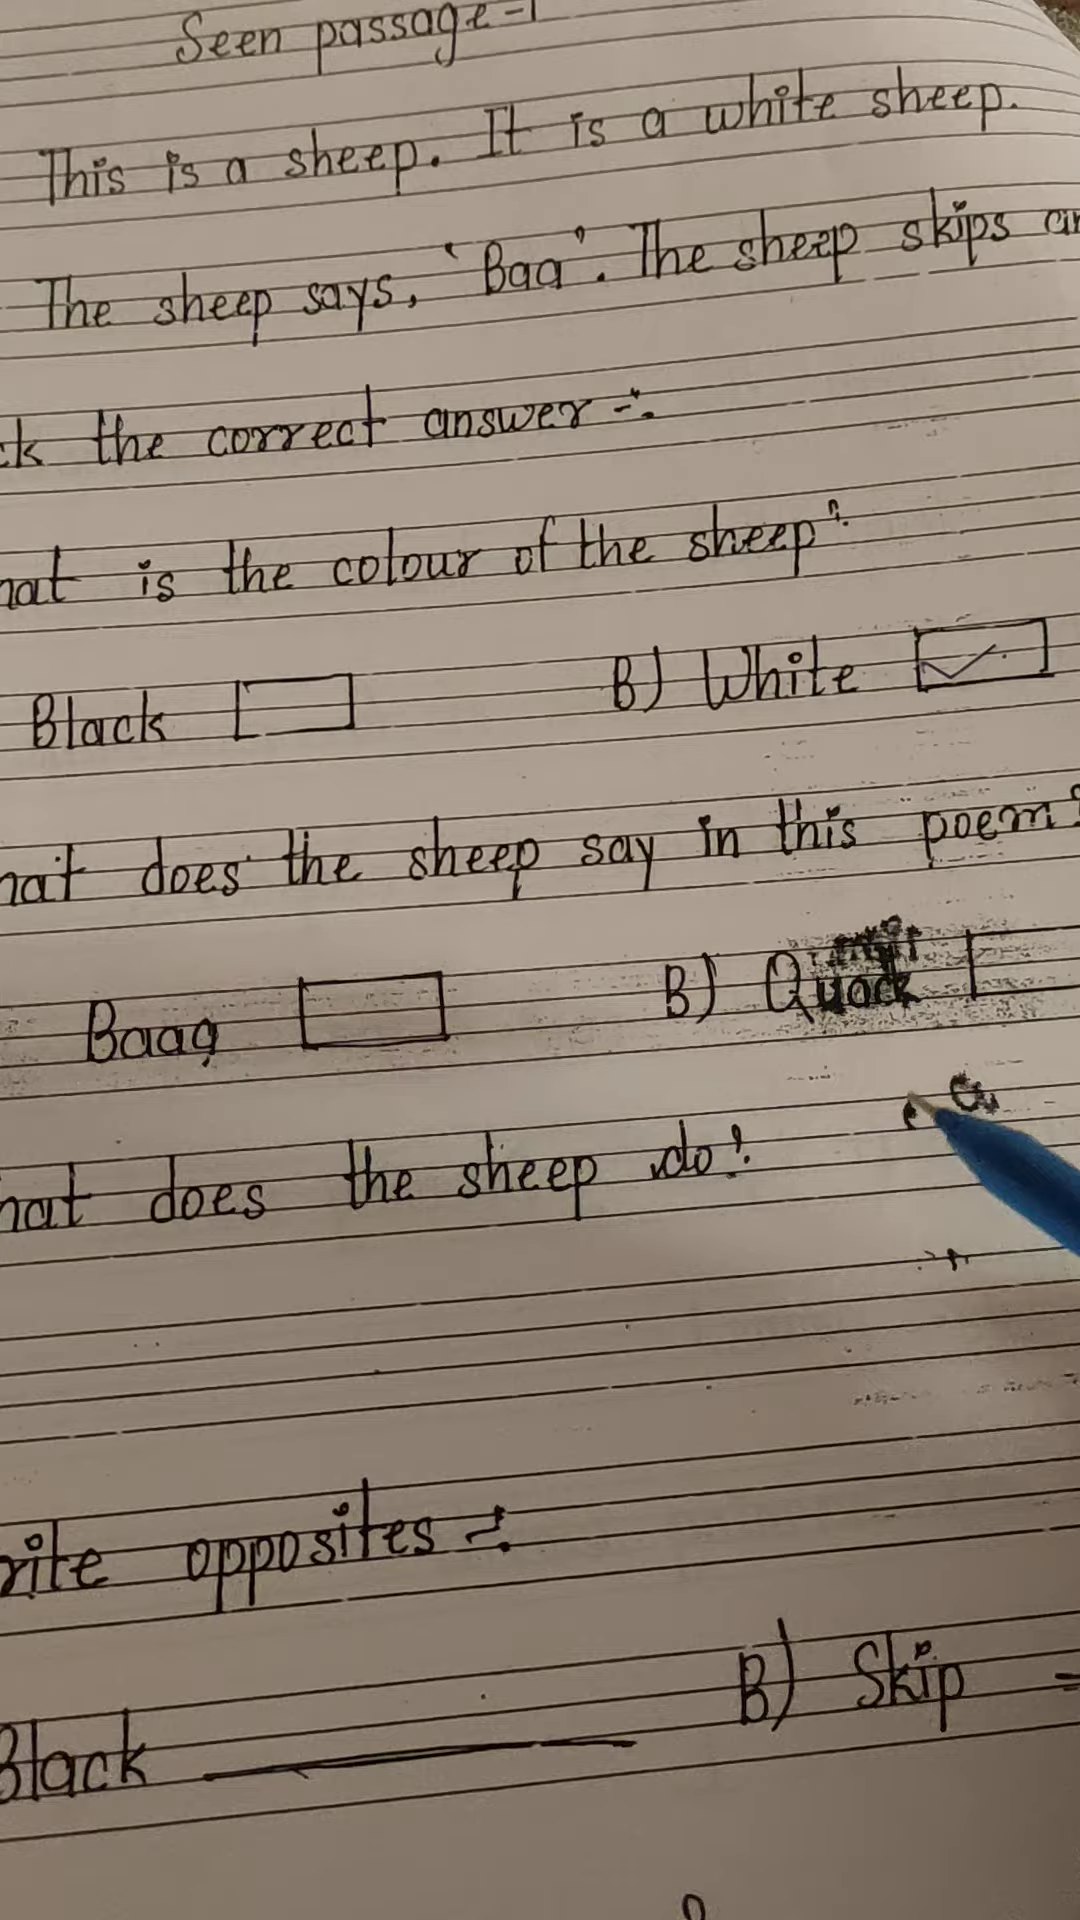 Seen passage-1
This is a sheep. It is a white sheep.
The sheep says, 'Baa'. The sheep skips
the correct answer :-
is the colour of the sheep?
Black B) White
does the sheep say in this poem?
Baaa B) Quack
does the sheep do?
opposites :-
Black B) Skip